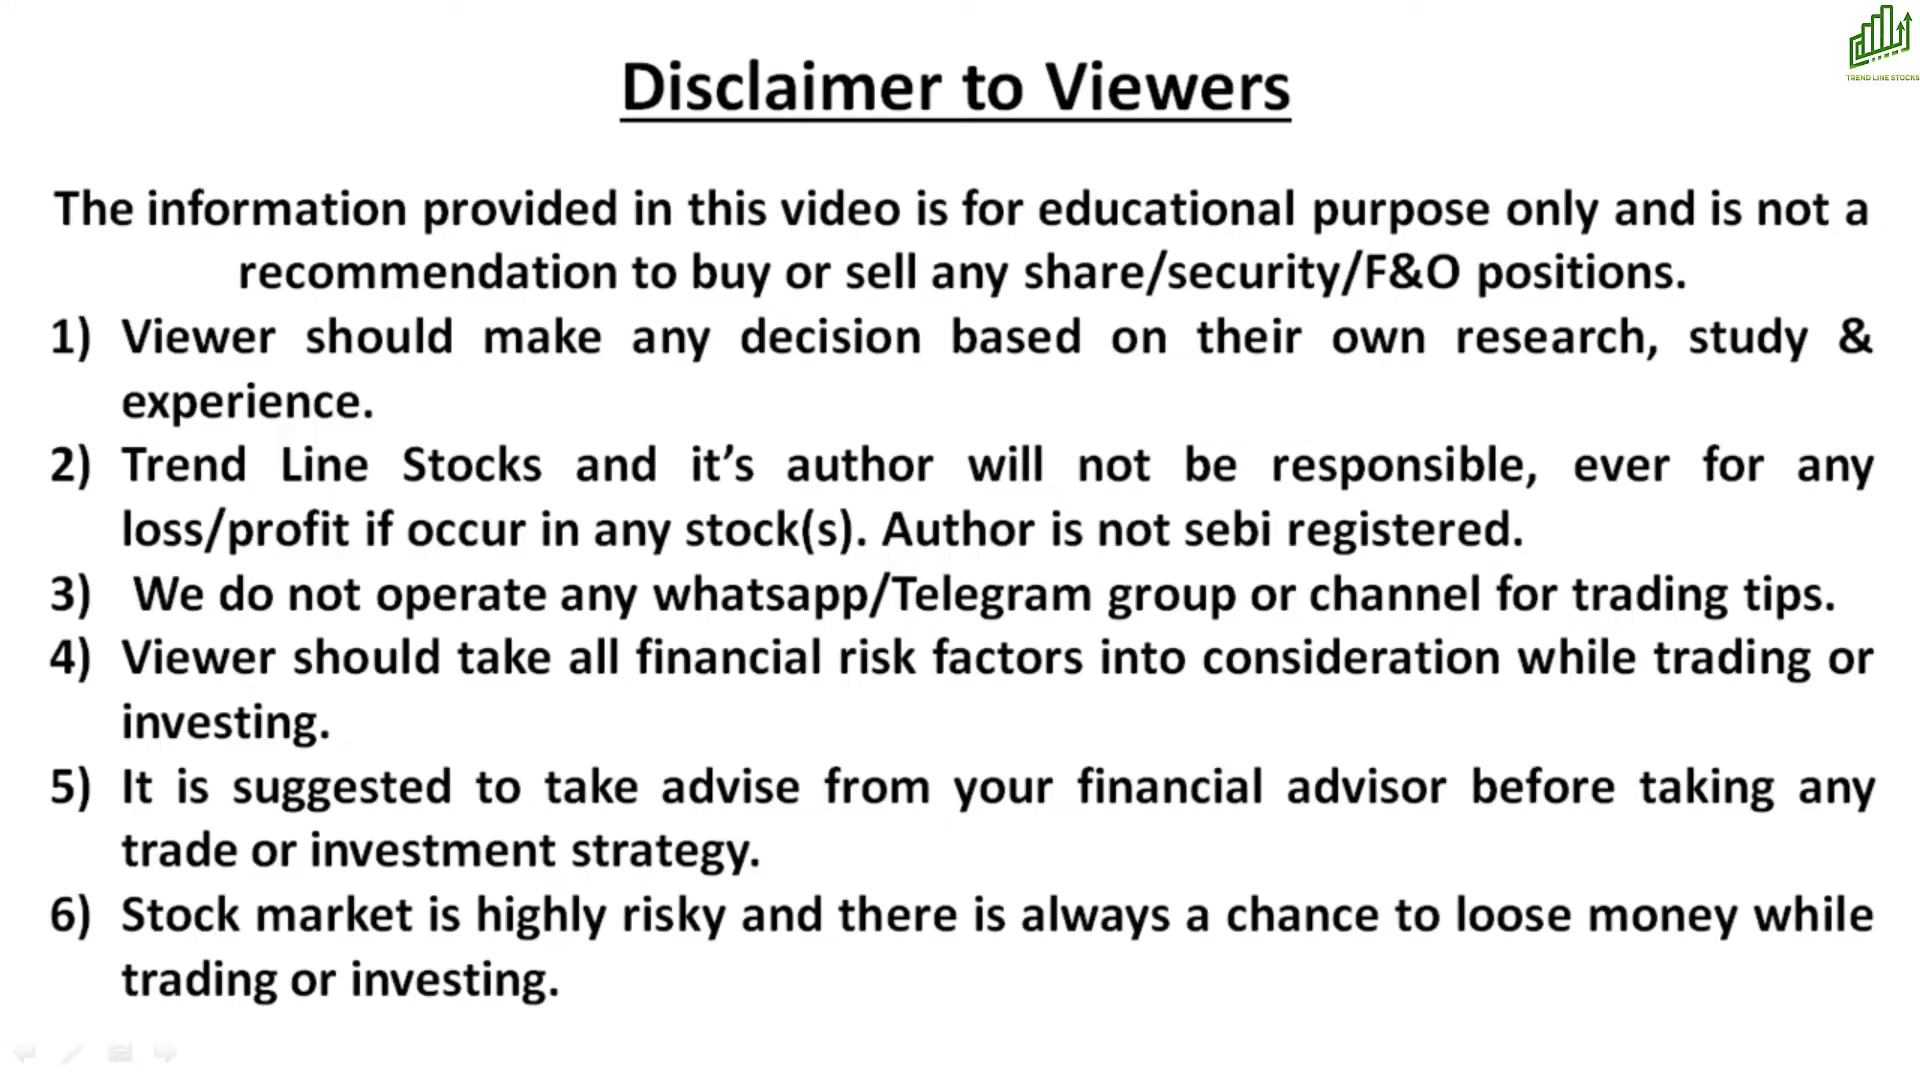 TREND LINE STOCKS
Disclaimer to Viewers
The information provided in this video is for educational purpose only and is not a
recommendation to buy or sell any share/security/F&O positions.
1) Viewer should make any decision based on their own research, study &
experience.
2) Trend Line Stocks and it’s author will not be responsible, ever for any
loss/profit if occur in any stock(s). Author is not sebi registered.
3) We do not operate any whatsapp/Telegram group or channel for trading tips.
4) Viewer should take all financial risk factors into consideration while trading or
investing.
5) It is suggested to take advise from your financial advisor before taking any
trade or investment strategy.
6) Stock market is highly risky and there is always a chance to loose money while
trading or investing.